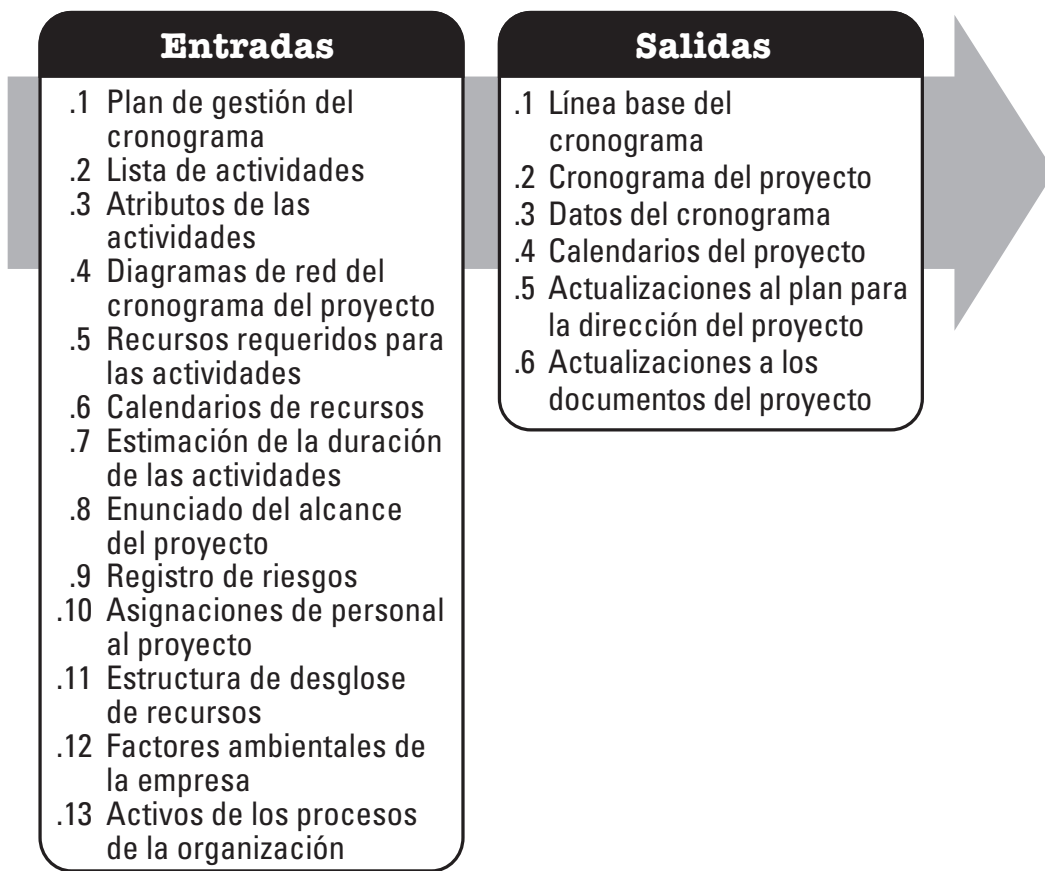 Entradas
.1 Plan de gestión del
cronograma
.2 Lista de actividades
.3 Atributos de las
actividades
.4 Diagramas de red del
cronograma del proyecto
.5 Recursos requeridos para
las actividades
.6 Calendarios de recursos
.7 Estimación de la duración
de las actividades
.8 Enunciado del alcance
del proyecto
.9 Registro de riesgos
.10 Asignaciones de personal
al proyecto
.11 Estructura de desglose
de recursos
.12 Factores ambientales de
la empresa
.13 Activos de los procesos
de la organización
Salidas
.1 Línea base del
cronograma
.2 Cronograma del proyecto
.3 Datos del cronograma
.4 Calendarios del proyecto
.5 Actualizaciones al plan para
la dirección del proyecto
.6 Actualizaciones a los
documentos del proyecto